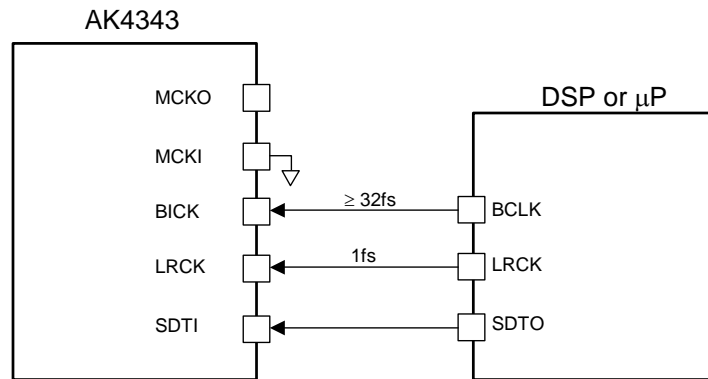 AK4343
DSP or μP
MCKO
MCKI
BICK
≥ 32fs
BCLK
LRCK
1fs
LRCK
SDTI
SDTO